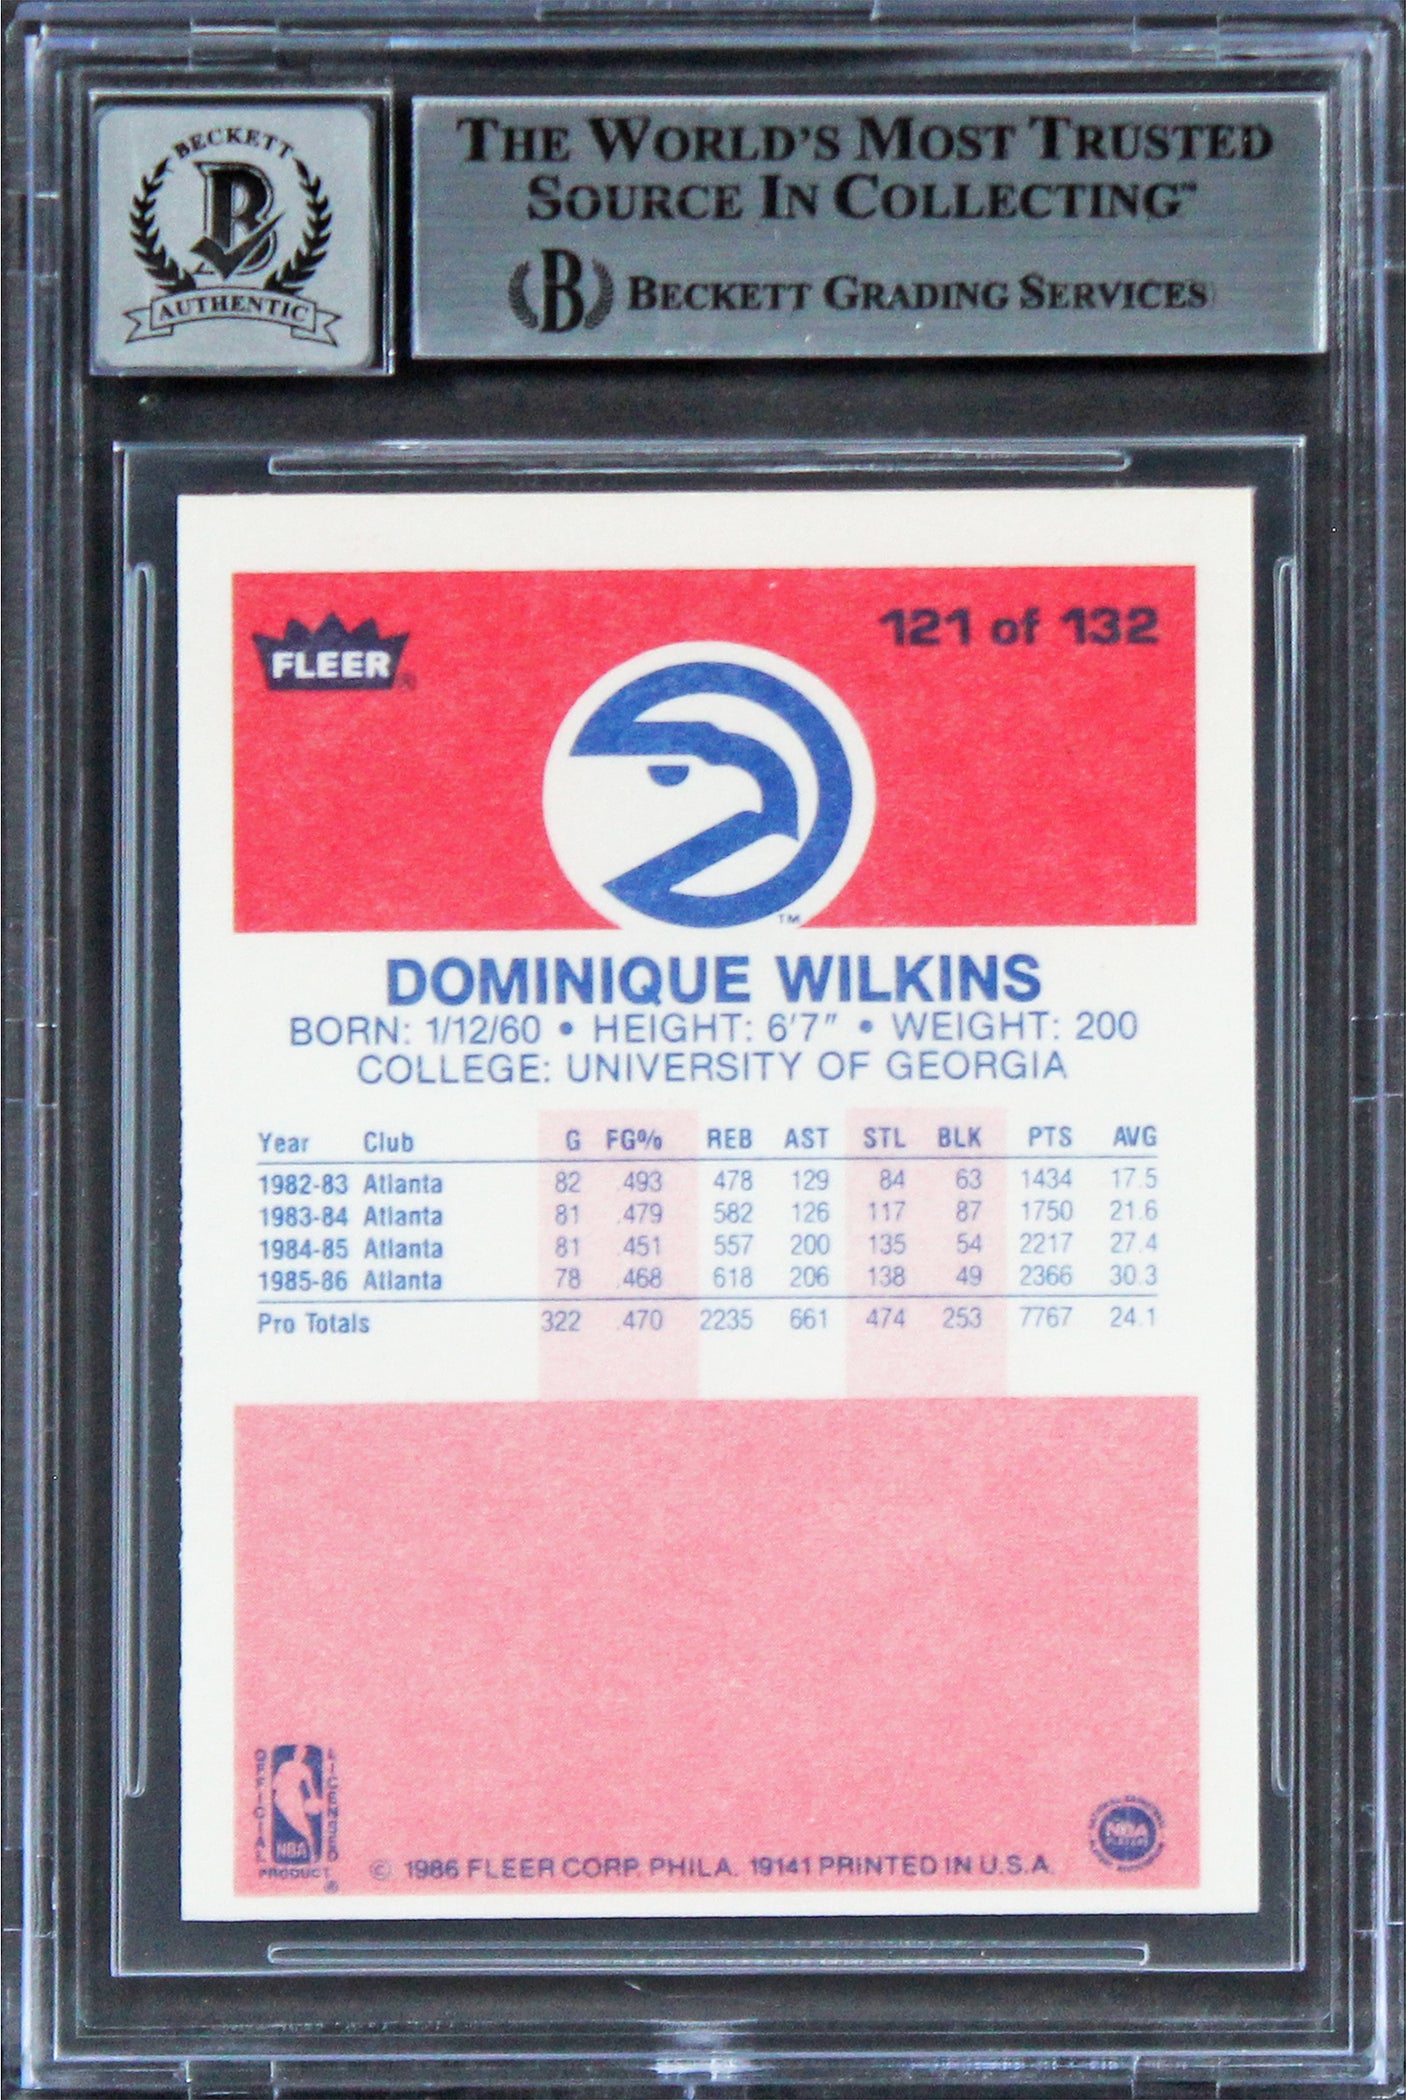 BECKETT
B
AUTHENTIC
THE WORLD'S MOST TRUSTED
SOURCE IN COLLECTING™
B BECKETT GRADING SERVICES
FLEER®
121 of 132
TM
DOMINIQUE WILKINS
BORN: 1/12/60 • HEIGHT: 6'7" • WEIGHT: 200
COLLEGE: UNIVERSITY OF GEORGIA
Year Club G FG% REB AST STL BLK PTS AVG
1982-83 Atlanta 82 .493 478 129 84 63 1434 17.5
1983-84 Atlanta 81 .479 582 126 117 87 1750 21.6
1984-85 Atlanta 81 .451 557 200 135 54 2217 27.4
1985-86 Atlanta 78 .468 618 206 138 49 2366 30.3
Pro Totals 322 .470 2235 661 474 253 7767 24.1
OFFICIAL NBA LICENSED
PRODUCT ®
NBA
PLAYERS
© 1986 FLEER CORP. PHILA. 19141 PRINTED IN U.S.A.